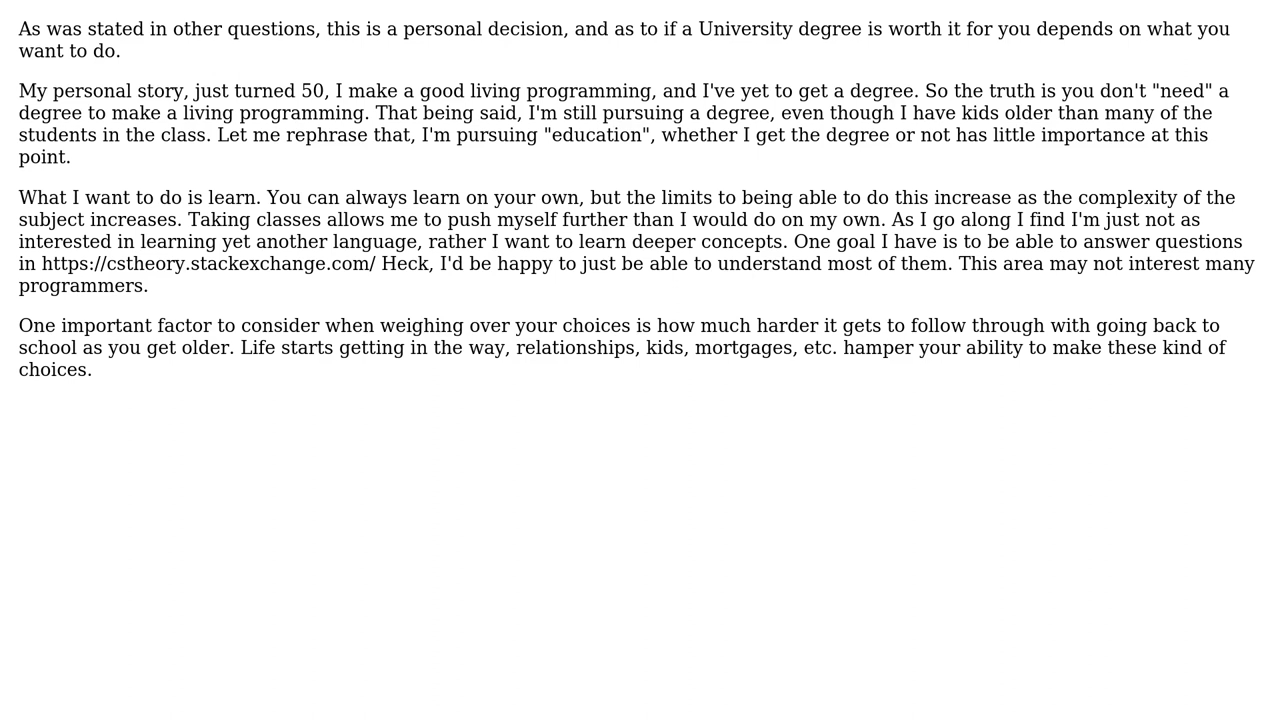 As was stated in other questions, this is a personal decision, and as to if a University degree is worth it for you depends on what you
want to do.
My personal story, just turned 50, I make a good living programming, and I've yet to get a degree. So the truth is you don't "need" a
degree to make a living programming. That being said, I'm still pursuing a degree, even though I have kids older than many of the
students in the class. Let me rephrase that, I'm pursuing "education", whether I get the degree or not has little importance at this
point.
What I want to do is learn. You can always learn on your own, but the limits to being able to do this increase as the complexity of the
subject increases. Taking classes allows me to push myself further than I would do on my own. As I go along I find I'm just not as
interested in learning yet another language, rather I want to learn deeper concepts. One goal I have is to be able to answer questions
in https://cstheory.stackexchange.com/ Heck, I'd be happy to just be able to understand most of them. This area may not interest many
programmers.
One important factor to consider when weighing over your choices is how much harder it gets to follow through with going back to
school as you get older. Life starts getting in the way, relationships, kids, mortgages, etc. hamper your ability to make these kind of
choices.